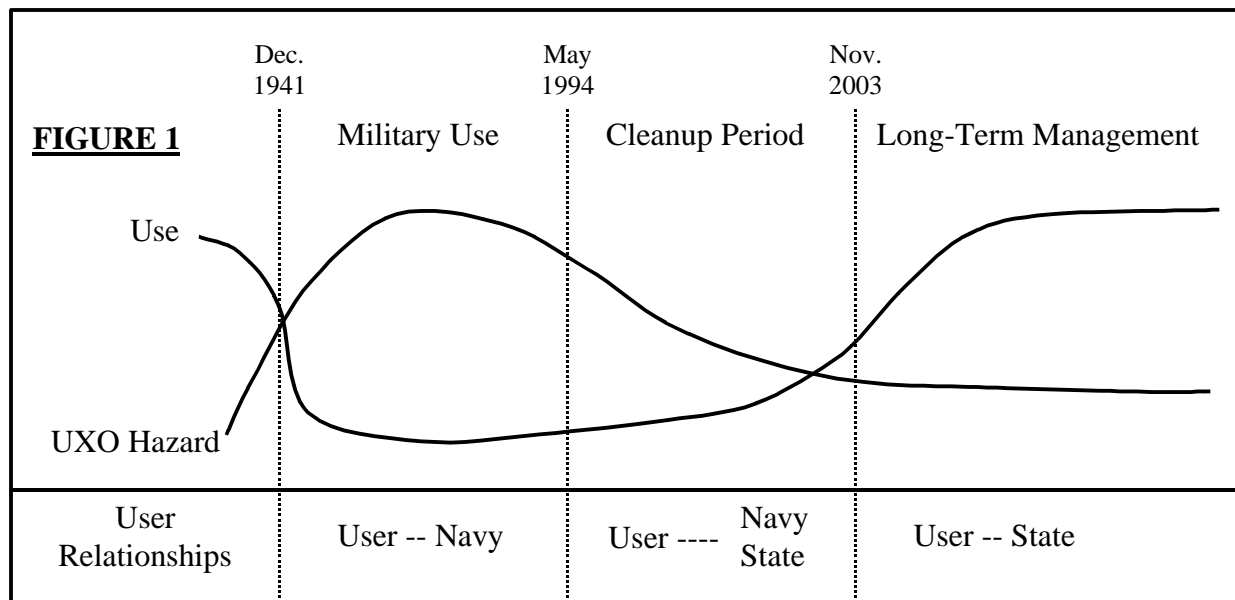 Dec.
1941
May
1994
Nov.
2003
FIGURE 1
Military Use
Cleanup Period
Long-Term Management
Use
UXO Hazard
User
Relationships
User -- Navy
User ----
Navy
State
User -- State